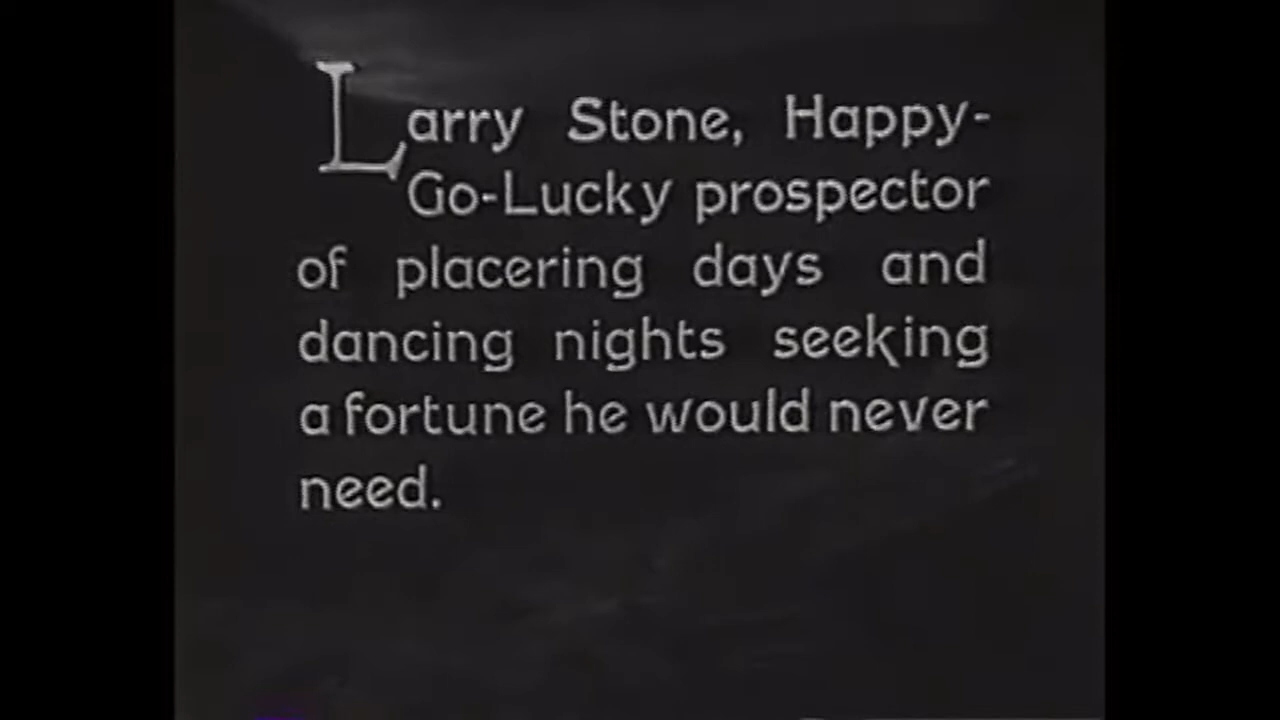 Larry Stone, Happy-
Go-Lucky prospector
of placering days and
dancing nights seeking
a fortune he would never
need.